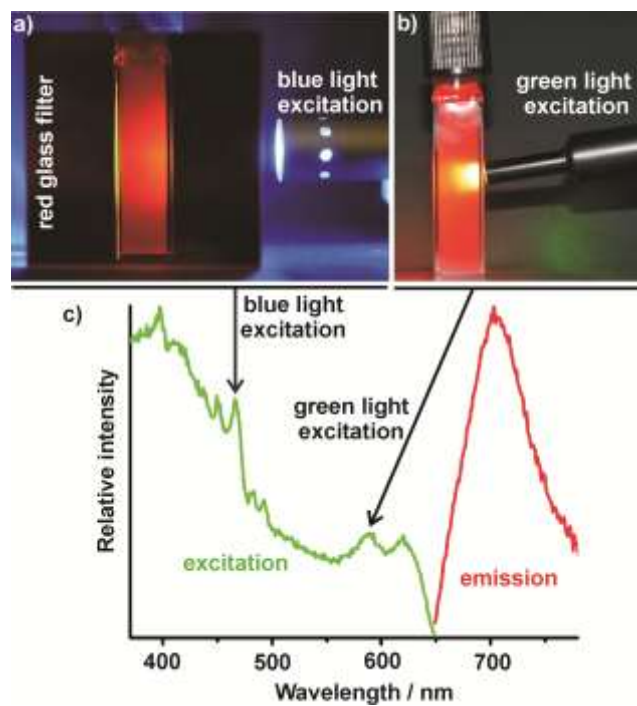 a)
red glass filter
blue light
excitation
b)
green light
excitation
c)
blue light
excitation
green light
excitation
Relative intensity
excitation
emission
400
500
600
700
Wavelength / nm